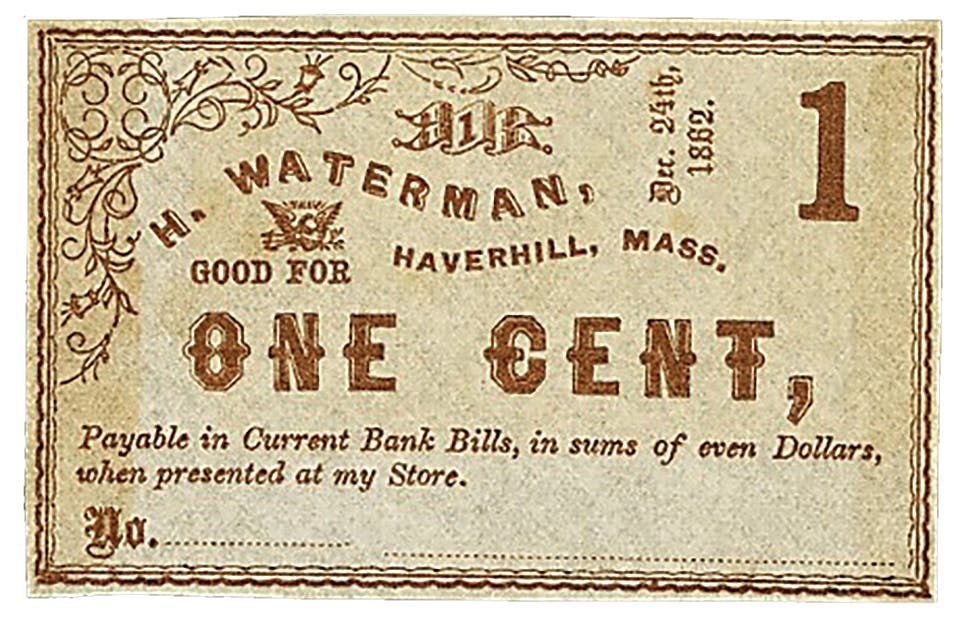 1
Dec. 24th,
1862.
1
H. WATERMAN,
HAVERHILL, MASS.
GOOD FOR
ONE CENT,
Payable in Current Bank Bills, in sums of even Dollars,
when presented at my Store.
No.